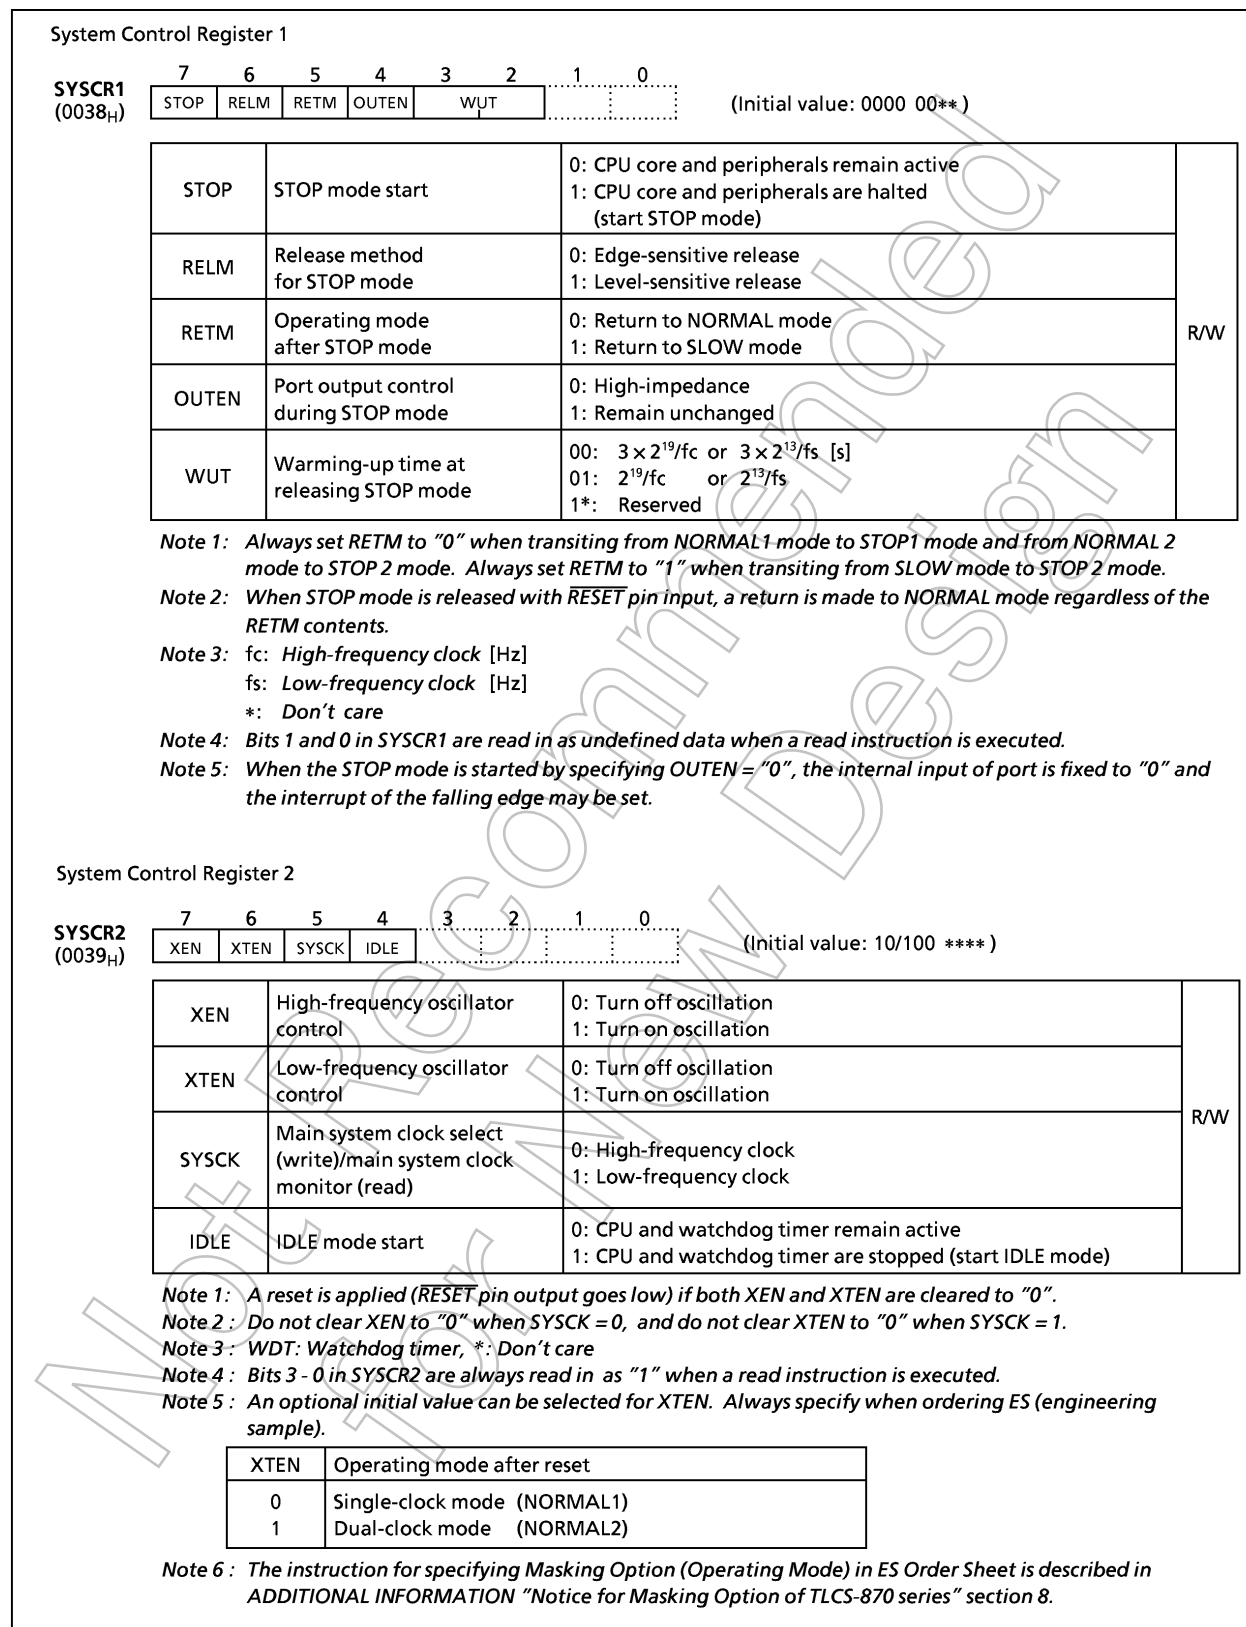 System Control Register 1
7 6 5 4 3 2 1 0
SYSCR1
(0038H)
STOP RELM RETM OUTEN WUT
(Initial value: 0000 00**)
STOP STOP mode start
0: CPU core and peripherals remain active
1: CPU core and peripherals are halted
(start STOP mode)
RELM
Release method
for STOP mode
0: Edge-sensitive release
1: Level-sensitive release
RETM
Operating mode
after STOP mode
0: Return to NORMAL mode
1: Return to SLOW mode
OUTEN
Port output control
during STOP mode
0: High-impedance
1: Remain unchanged
WUT
Warming-up time at
releasing STOP mode
00: 3 × 2¹⁹/fc or 3 × 2¹³/fs [s]
01: 2¹⁹/fc or 2¹³/fs
1*: Reserved
R/W
Note 1: Always set RETM to "0" when transiting from NORMAL1 mode to STOP1 mode and from NORMAL 2
mode to STOP 2 mode. Always set RETM to "1" when transiting from SLOW mode to STOP 2 mode.
Note 2: When STOP mode is released with RESET pin input, a return is made to NORMAL mode regardless of the
RETM contents.
Note 3: fc: High-frequency clock [Hz]
fs: Low-frequency clock [Hz]
*: Don't care
Note 4: Bits 1 and 0 in SYSCR1 are read in as undefined data when a read instruction is executed.
Note 5: When the STOP mode is started by specifying OUTEN = "0", the internal input of port is fixed to "0" and
the interrupt of the falling edge may be set.
System Control Register 2
7 6 5 4 3 2 1 0
SYSCR2
(0039H)
XEN XTEN SYSCK IDLE
(Initial value: 10/100 ****)
XEN
High-frequency oscillator
control
0: Turn off oscillation
1: Turn on oscillation
XTEN
Low-frequency oscillator
control
0: Turn off oscillation
1: Turn on oscillation
SYSCK
Main system clock select
(write)/main system clock
monitor (read)
0: High-frequency clock
1: Low-frequency clock
IDLE IDLE mode start
0: CPU and watchdog timer remain active
1: CPU and watchdog timer are stopped (start IDLE mode)
R/W
Note 1: A reset is applied (RESET pin output goes low) if both XEN and XTEN are cleared to "0".
Note 2 : Do not clear XEN to "0" when SYSCK = 0, and do not clear XTEN to "0" when SYSCK = 1.
Note 3 : WDT: Watchdog timer, *: Don't care
Note 4 : Bits 3 - 0 in SYSCR2 are always read in as "1" when a read instruction is executed.
Note 5 : An optional initial value can be selected for XTEN. Always specify when ordering ES (engineering
sample).
XTEN Operating mode after reset
0 Single-clock mode (NORMAL1)
1 Dual-clock mode (NORMAL2)
Note 6 : The instruction for specifying Masking Option (Operating Mode) in ES Order Sheet is described in
ADDITIONAL INFORMATION "Notice for Masking Option of TLCS-870 series" section 8.
Not Recommended
for New Design